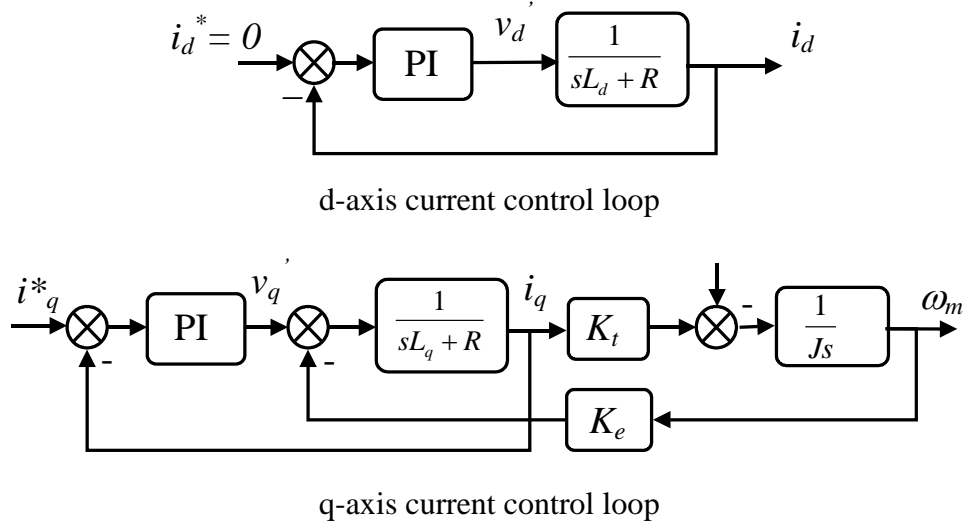 i_d^* = 0
−
PI
v_d^'
1 / (sL_d + R)
i_d
d-axis current control loop
i*_q
-
PI
v_q^'
-
1 / (sL_q + R)
i_q
K_t
-
1 / Js
ω_m
K_e
q-axis current control loop